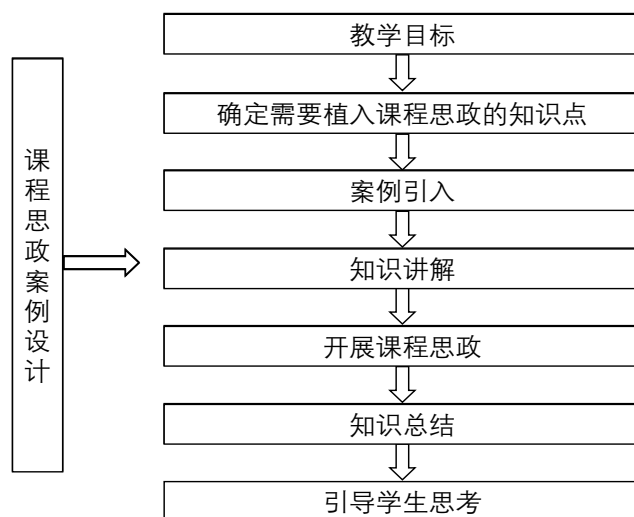 课程思政案例设计
教学目标
确定需要植入课程思政的知识点
案例引入
知识讲解
开展课程思政
知识总结
引导学生思考